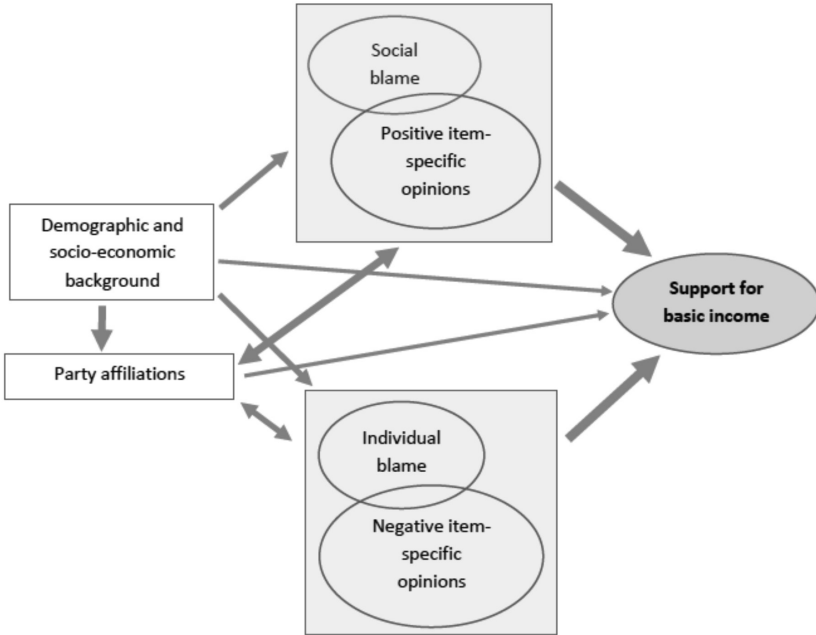 Social
blame
Positive item-
specific
opinions
Demographic and
socio-economic
background
Support for
basic income
Party affiliations
Individual
blame
Negative item-
specific
opinions